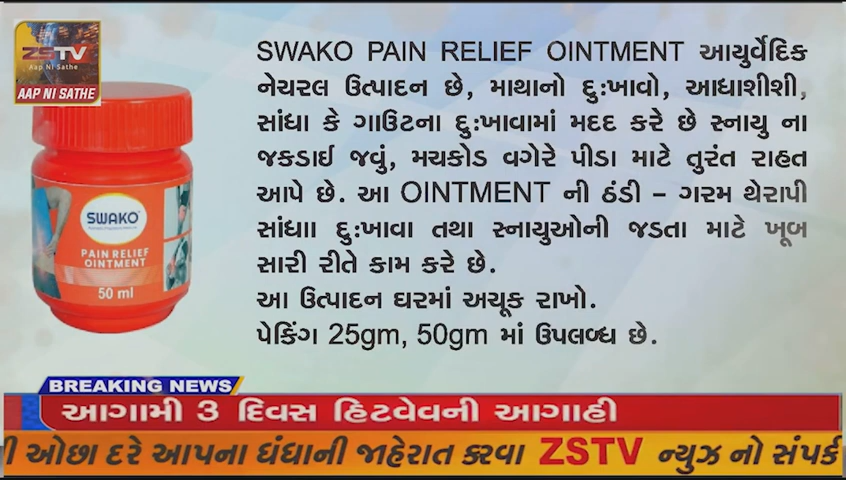 ZSTV
Aap Ni Sathe
AAP NI SATHE
SWAKO PAIN RELIEF OINTMENT આયુર્વેદિક
નેચરલ ઉત્પાદન છે, માથાનો દુઃખાવો, આધાશીશી,
સાંધા કે ગાઉટના દુઃખાવામાં મદદ કરે છે સ્નાયુ ના
જકડાઈ જવું, મચકોડ વગેરે પીડા માટે તુરંત રાહત
આપે છે. આ OINTMENT ની ઠંડી – ગરમ થેરાપી
સાંધાા દુઃખાવા તથા સ્નાયુઓની જડતા માટે ખૂબ
સારી રીતે કામ કરે છે.
આ ઉત્પાદન ઘરમાં અચૂક રાખો.
પેકિંગ 25gm, 50gm માં ઉપલબ્ધ છે.
SWAKO
PAIN RELIEF
OINTMENT
50 ml
BREAKING NEWS
આગામી 3 દિવસ હિટવેવની આગાહી
ઓછા દરે આપના ધંધાની જાહેરાત કરવા ZSTV ન્યુઝ નો સંપર્ક